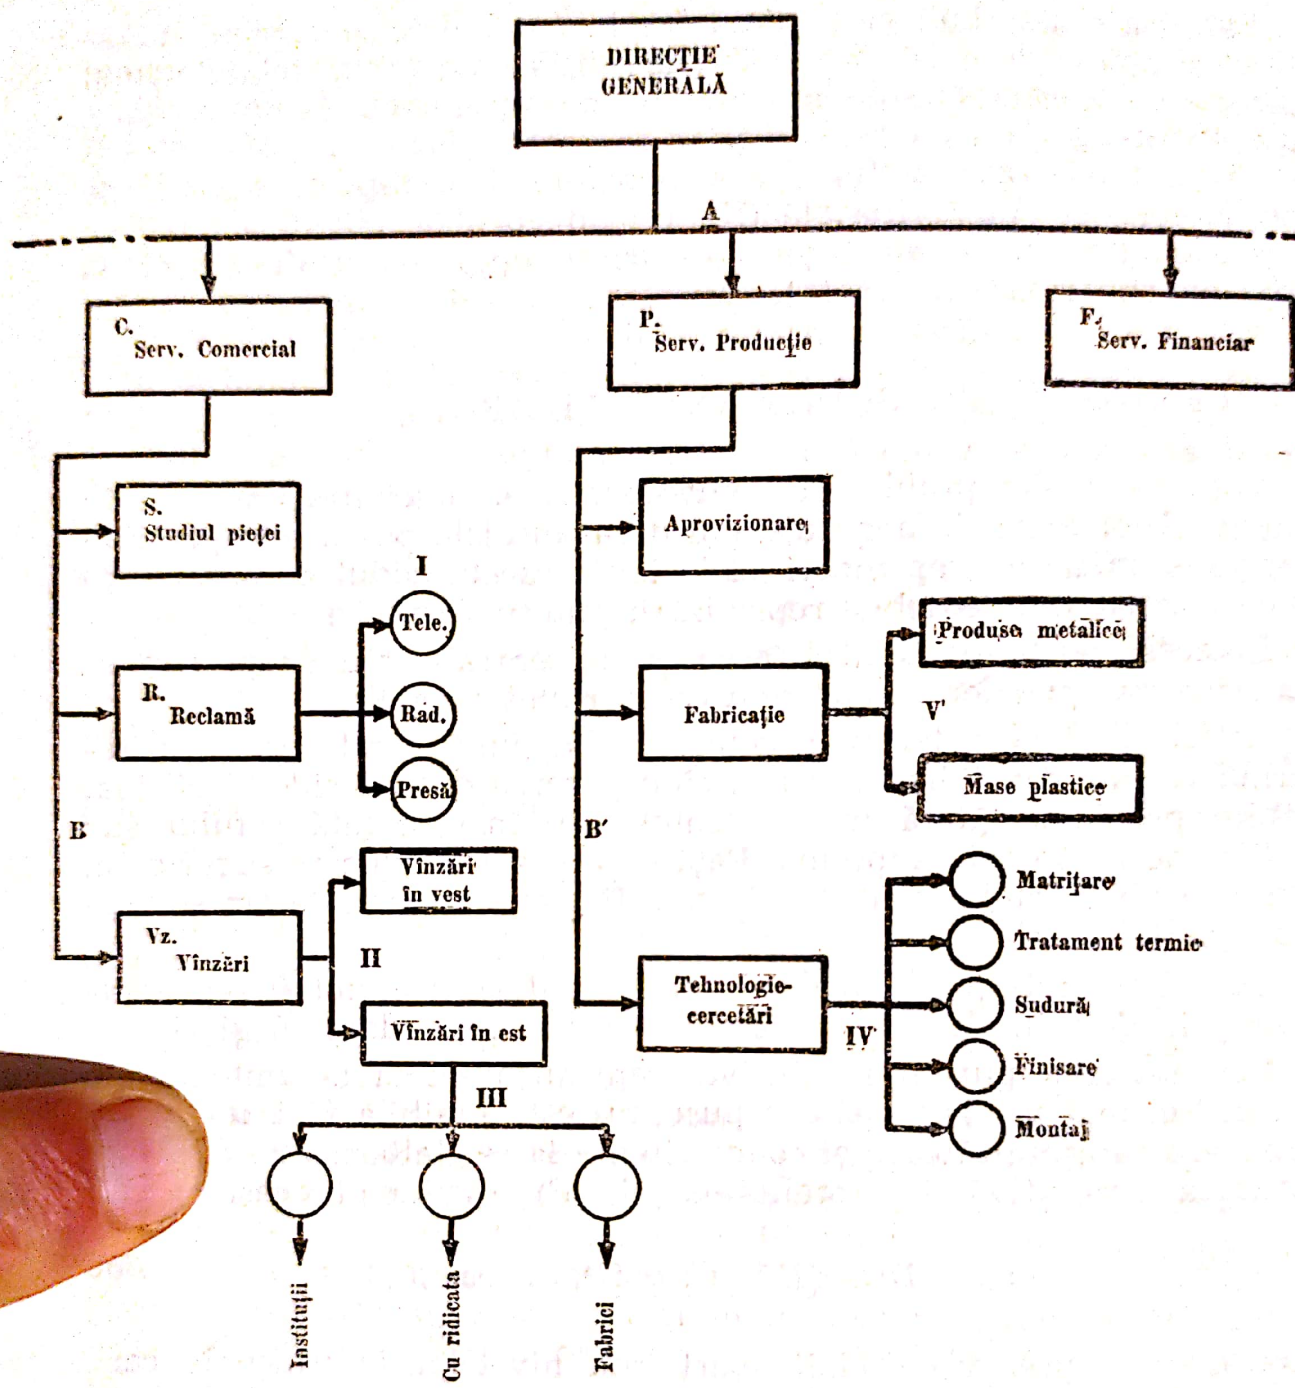 DIRECȚIE
GENERALĂ
A
C.
Serv. Comercial
P.
Serv. Producție
F.
Serv. Financiar
S.
Studiul pieței
Aprovizionare
I
Tele.
R.
Reclamă
Rad.
Presă
Fabricație
Produse metalice
V'
Mase plastice
B
B′
Vînzări
în vest
Vz.
Vînzări
II
Vînzări în est
III
Tehnologie-
cercetări
IV
Matrițare
Tratament termic
Sudură
Finisare
Montaj
Instituții
Cu ridicata
Fabrici